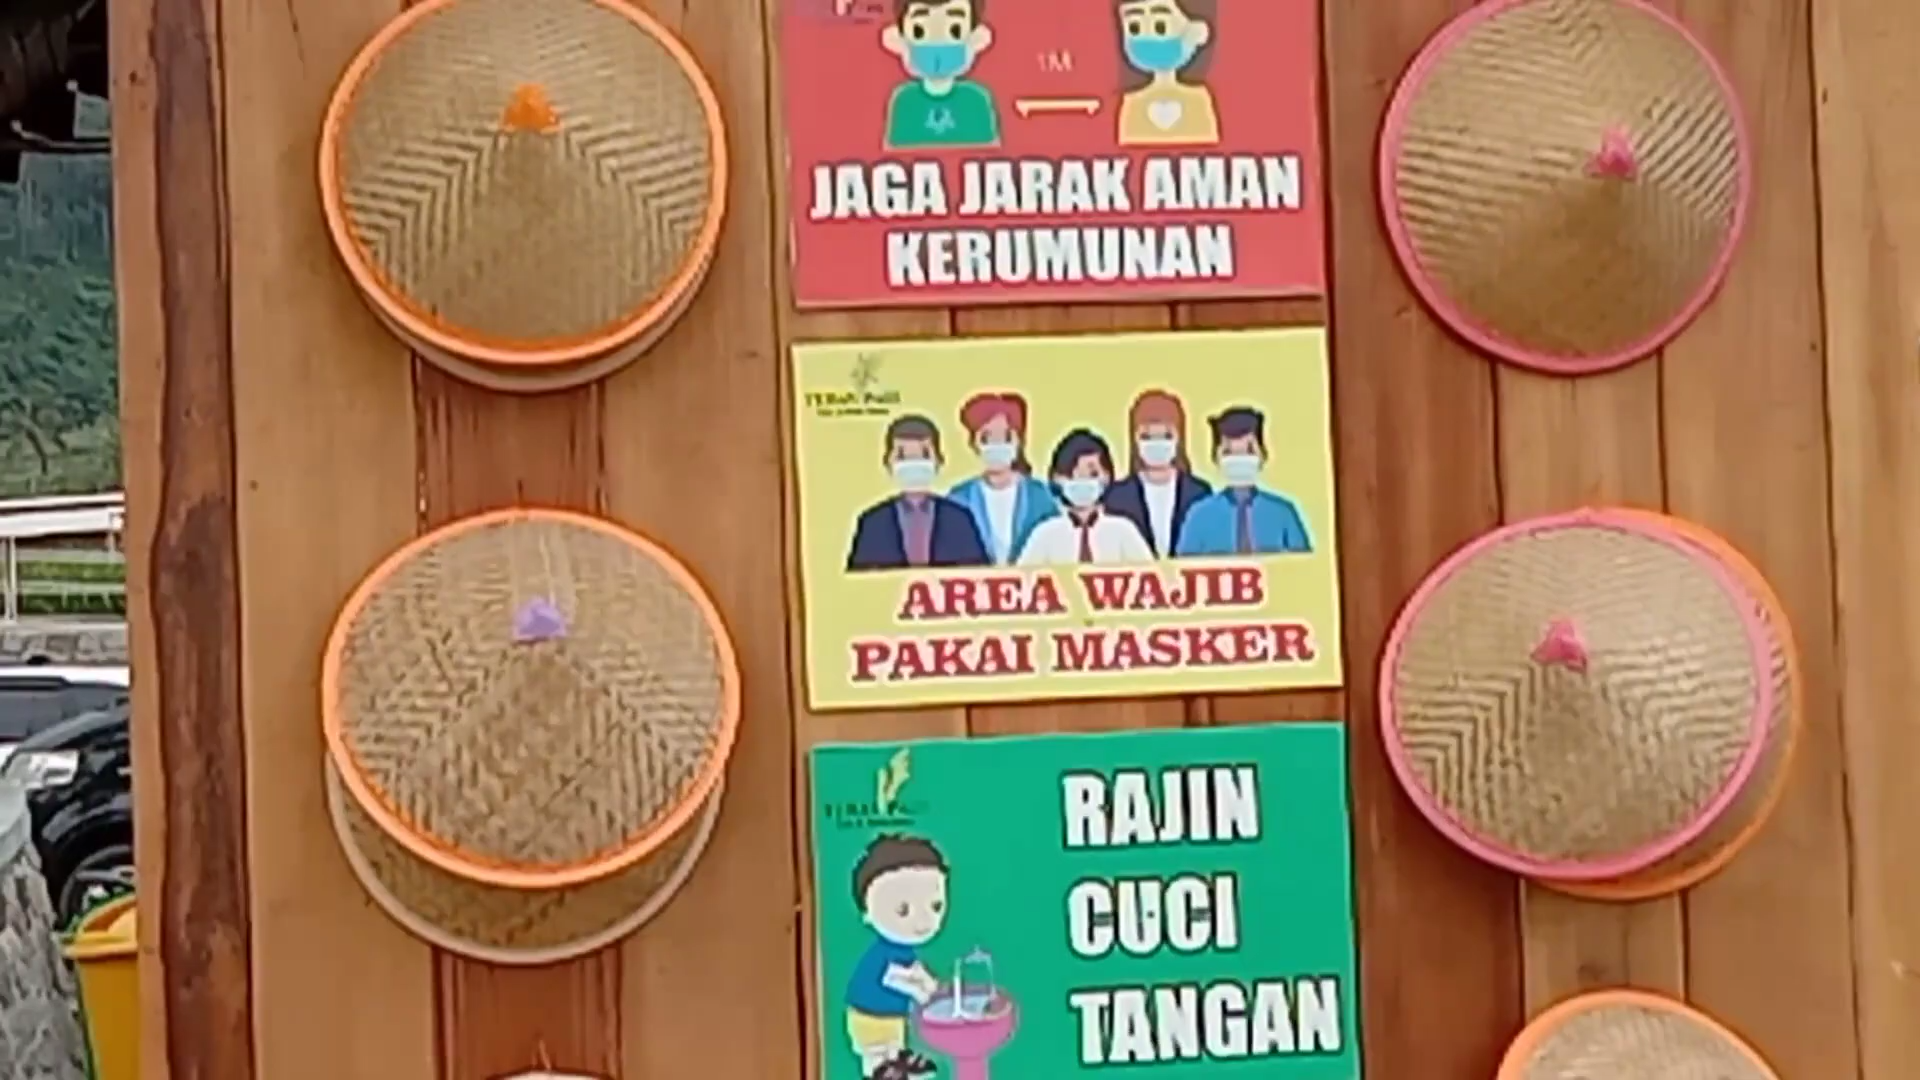 1M
JAGA JARAK AMAN
KERUMUNAN
AREA WAJIB
PAKAI MASKER
RAJIN
CUCI
TANGAN